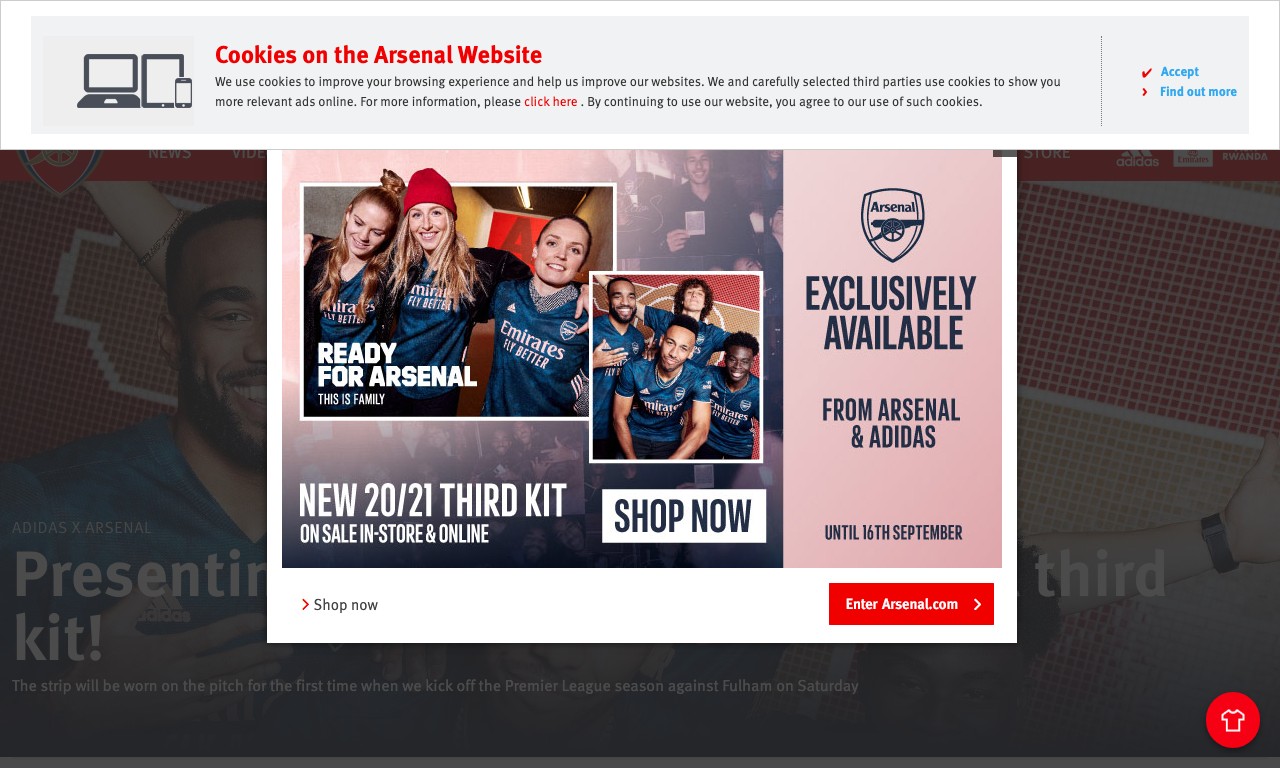 Cookies on the Arsenal Website
We use cookies to improve your browsing experience and help us improve our websites. We and carefully selected third parties use cookies to show you
more relevant ads online. For more information, please click here . By continuing to use our website, you agree to our use of such cookies.
Accept
Find out more
NEWS
STORE
adidas
Emirates
RWANDA
Arsenal
EXCLUSIVELY
AVAILABLE
FROM ARSENAL
& ADIDAS
UNTIL 16TH SEPTEMBER
Emirates
FLY BETTER
READY
FOR ARSENAL
THIS IS FAMILY
NEW 20/21 THIRD KIT
ON SALE IN-STORE & ONLINE
SHOP NOW
Shop now
Enter Arsenal.com
ADIDAS X ARSENAL
third
kit!
adidas
The strip will be worn on the pitch for the first time when we kick off the Premier League season against Fulham on Saturday